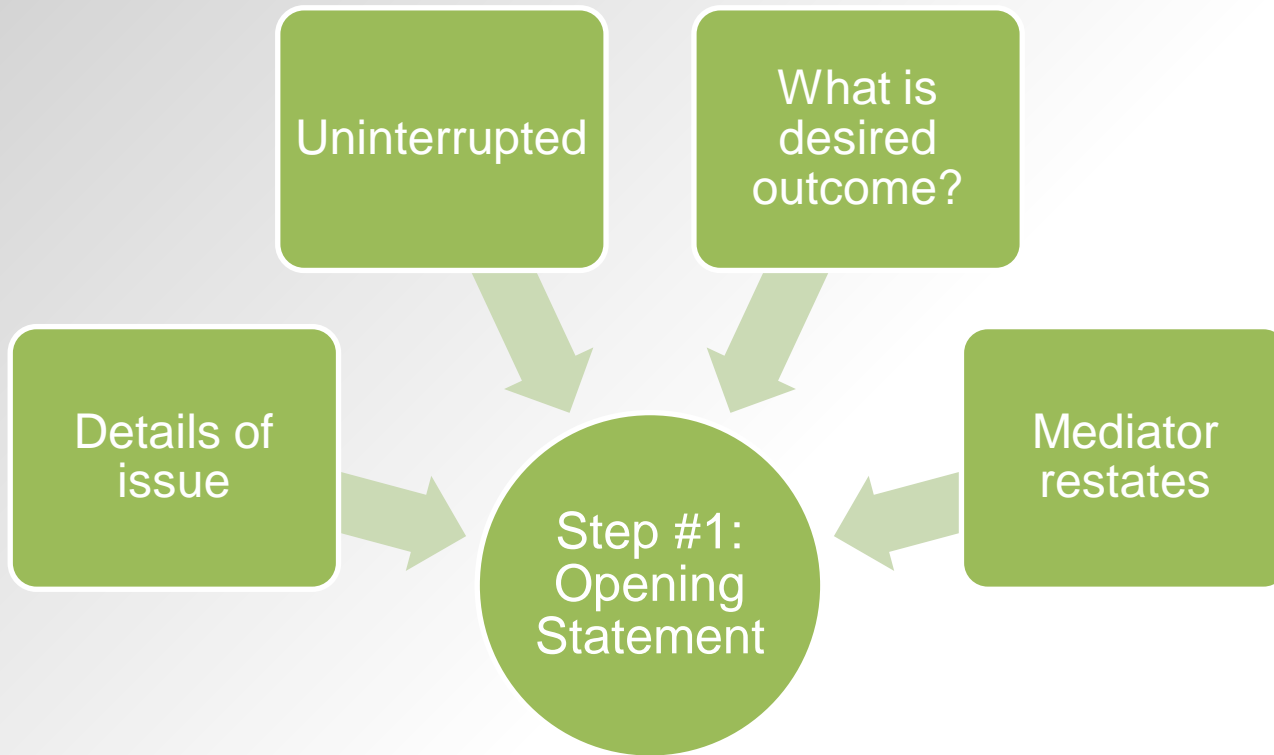 Uninterrupted
What is
desired
outcome?
Details of
issue
Mediator
restates
Step #1:
Opening
Statement